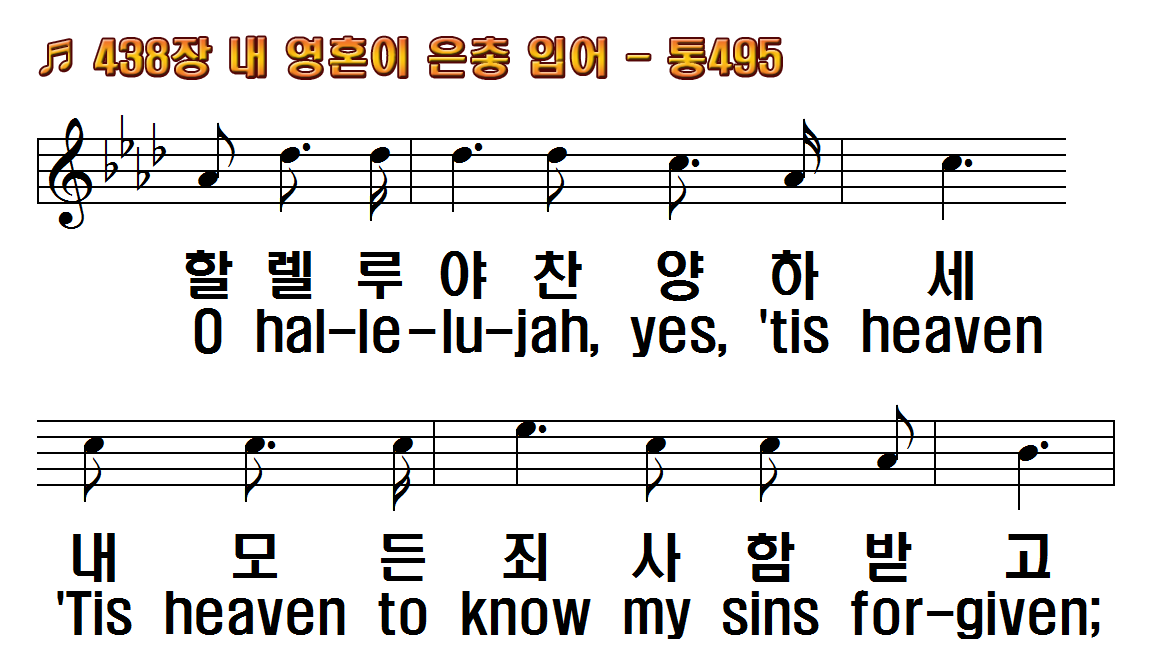 ♬ 438장 내 영혼이 은총 입어 - 통495
할 렐 루 야 찬 양 하 세
O hal-le-lu-jah, yes, 'tis heaven
내 모 든 죄 사 함 받 고
'Tis heaven to know my sins for-given;